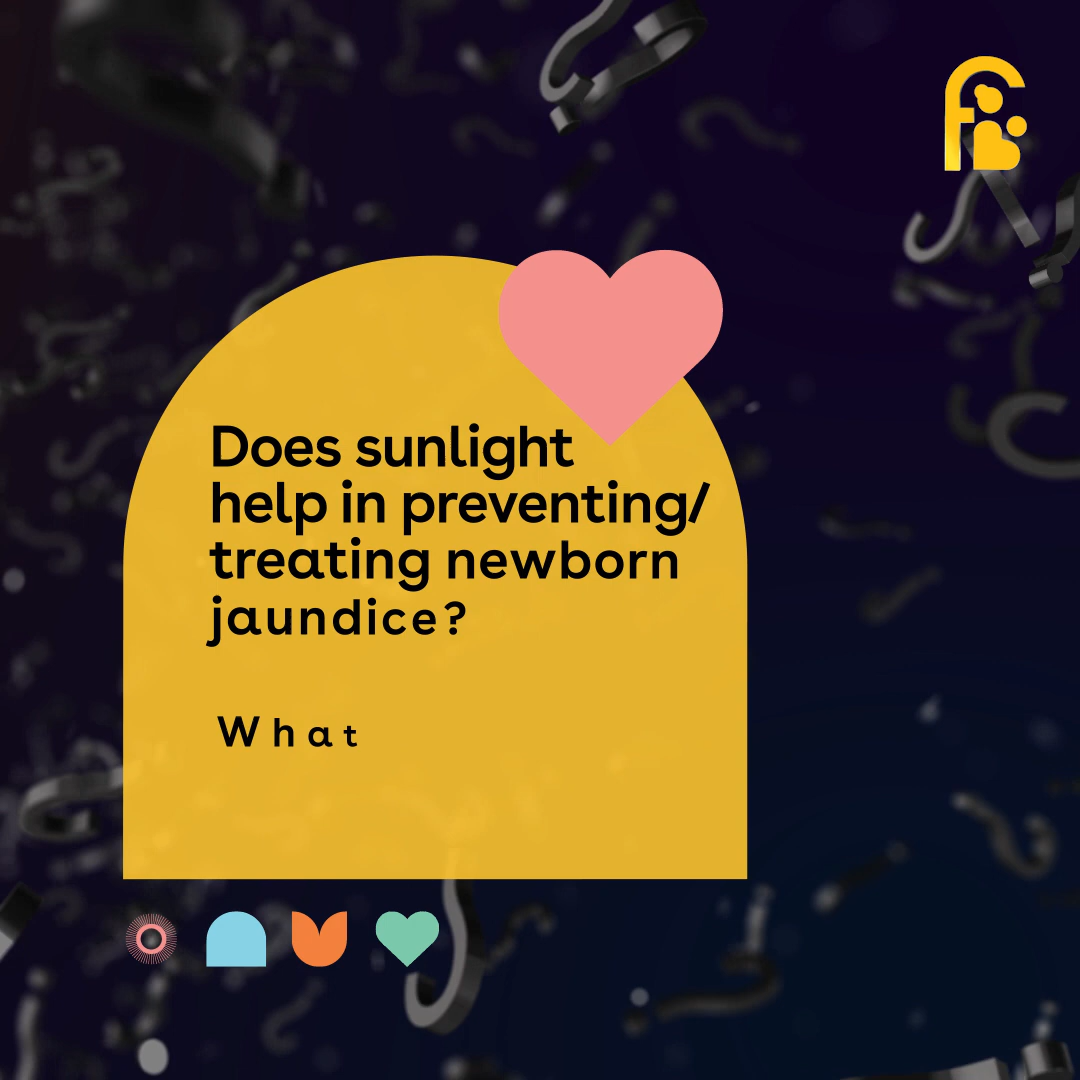 Does sunlight
help in preventing/
treating newborn
jaundice?
What